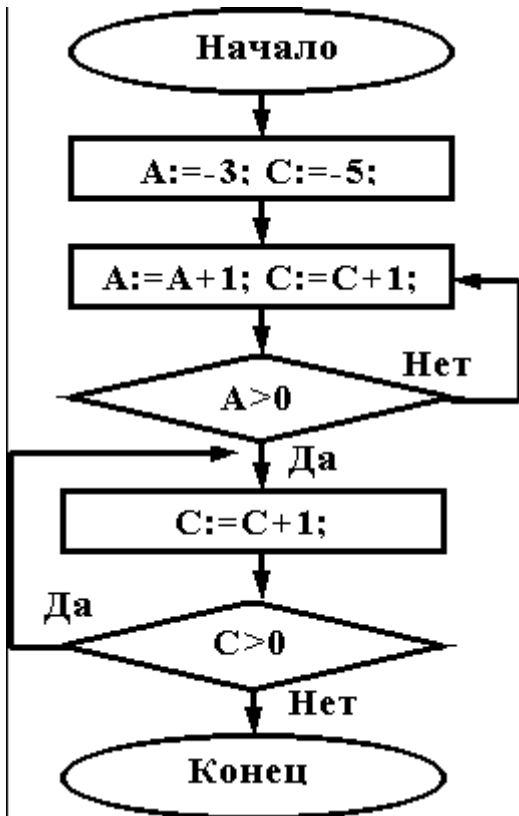 Начало
A:=-3; C:=-5;
A:=A+1; C:=C+1;
Нет
A>0
Да
C:=C+1;
Да
C>0
Нет
Конец